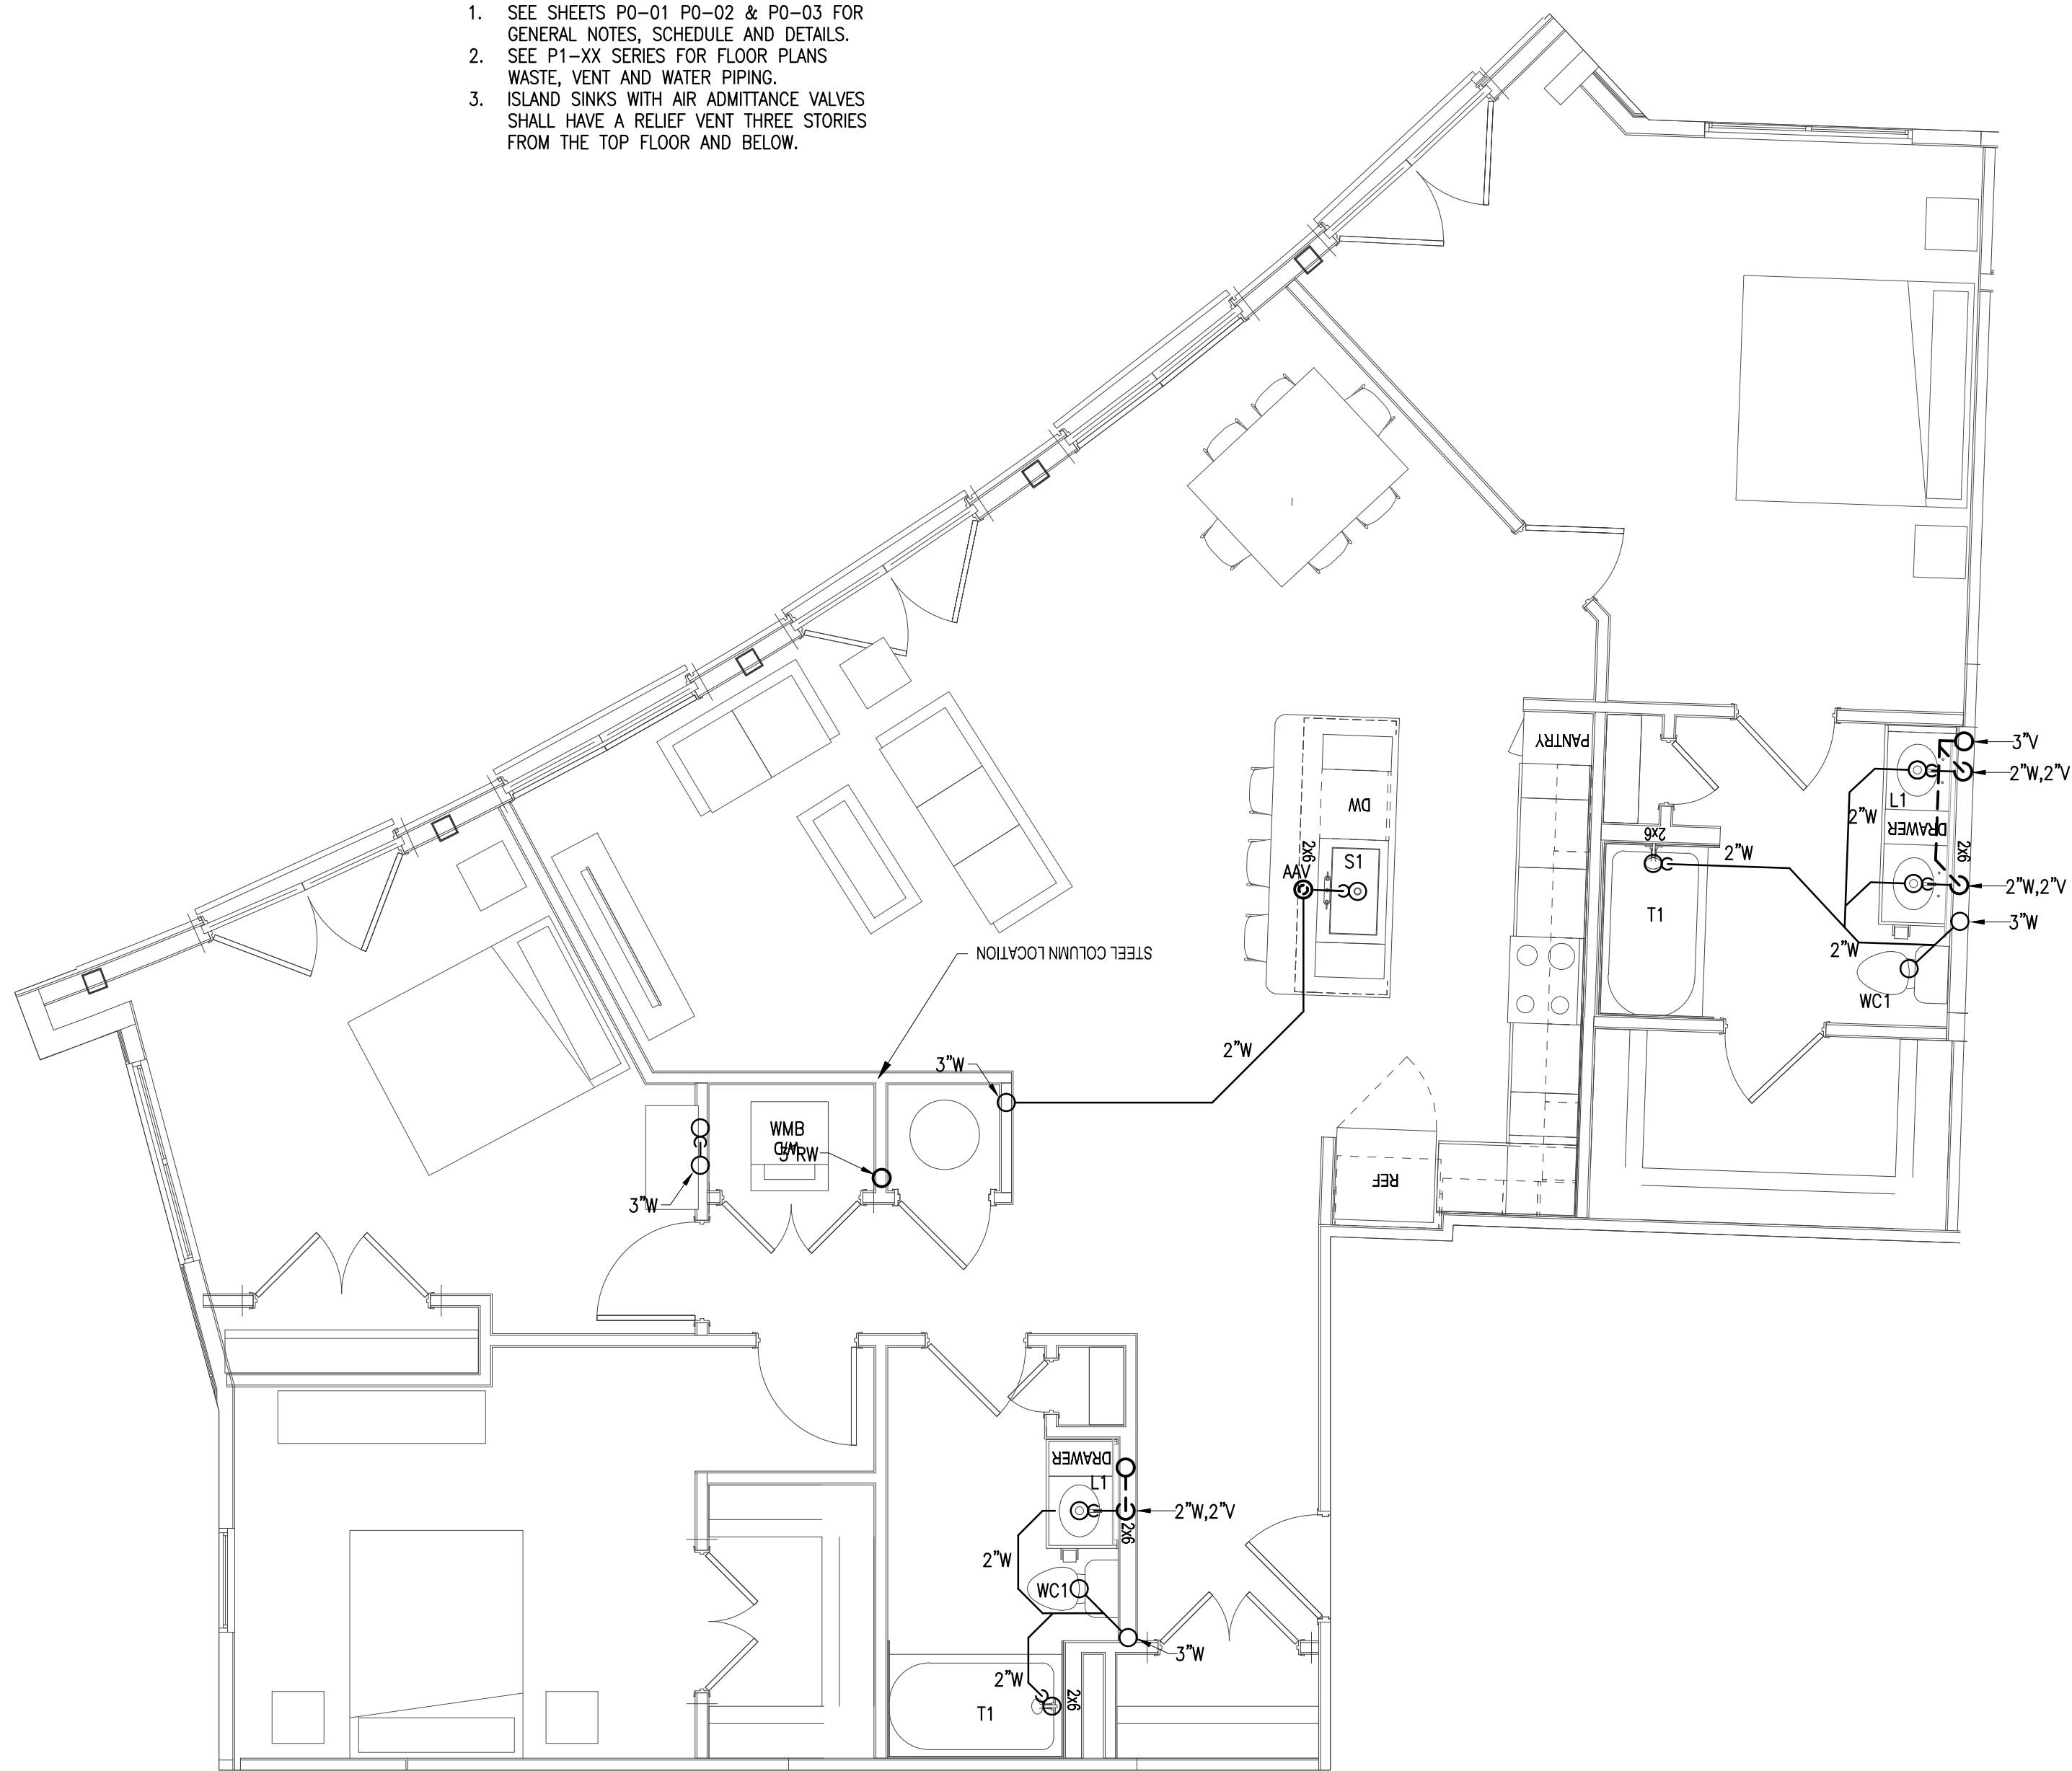 1. SEE SHEETS P0-01 P0-02 & P0-03 FOR
GENERAL NOTES, SCHEDULE AND DETAILS.
2. SEE P1-XX SERIES FOR FLOOR PLANS
WASTE, VENT AND WATER PIPING.
3. ISLAND SINKS WITH AIR ADMITTANCE VALVES
SHALL HAVE A RELIEF VENT THREE STORIES
FROM THE TOP FLOOR AND BELOW.
PANTRY
3"V
2"W,2"V
L1
2"W
DRAWER
DW
2x6
2x6
2x6
S1
2"W
AAV
2"W,2"V
T1
3"W
2"W
STEEL COLUMN LOCATION
WC1
2"W
3"W
WMB
W/D
3"RW
REF
3"W
DRAWER
L1
2"W,2"V
2x6
2"W
WC1
3"W
2"W
2x6
T1